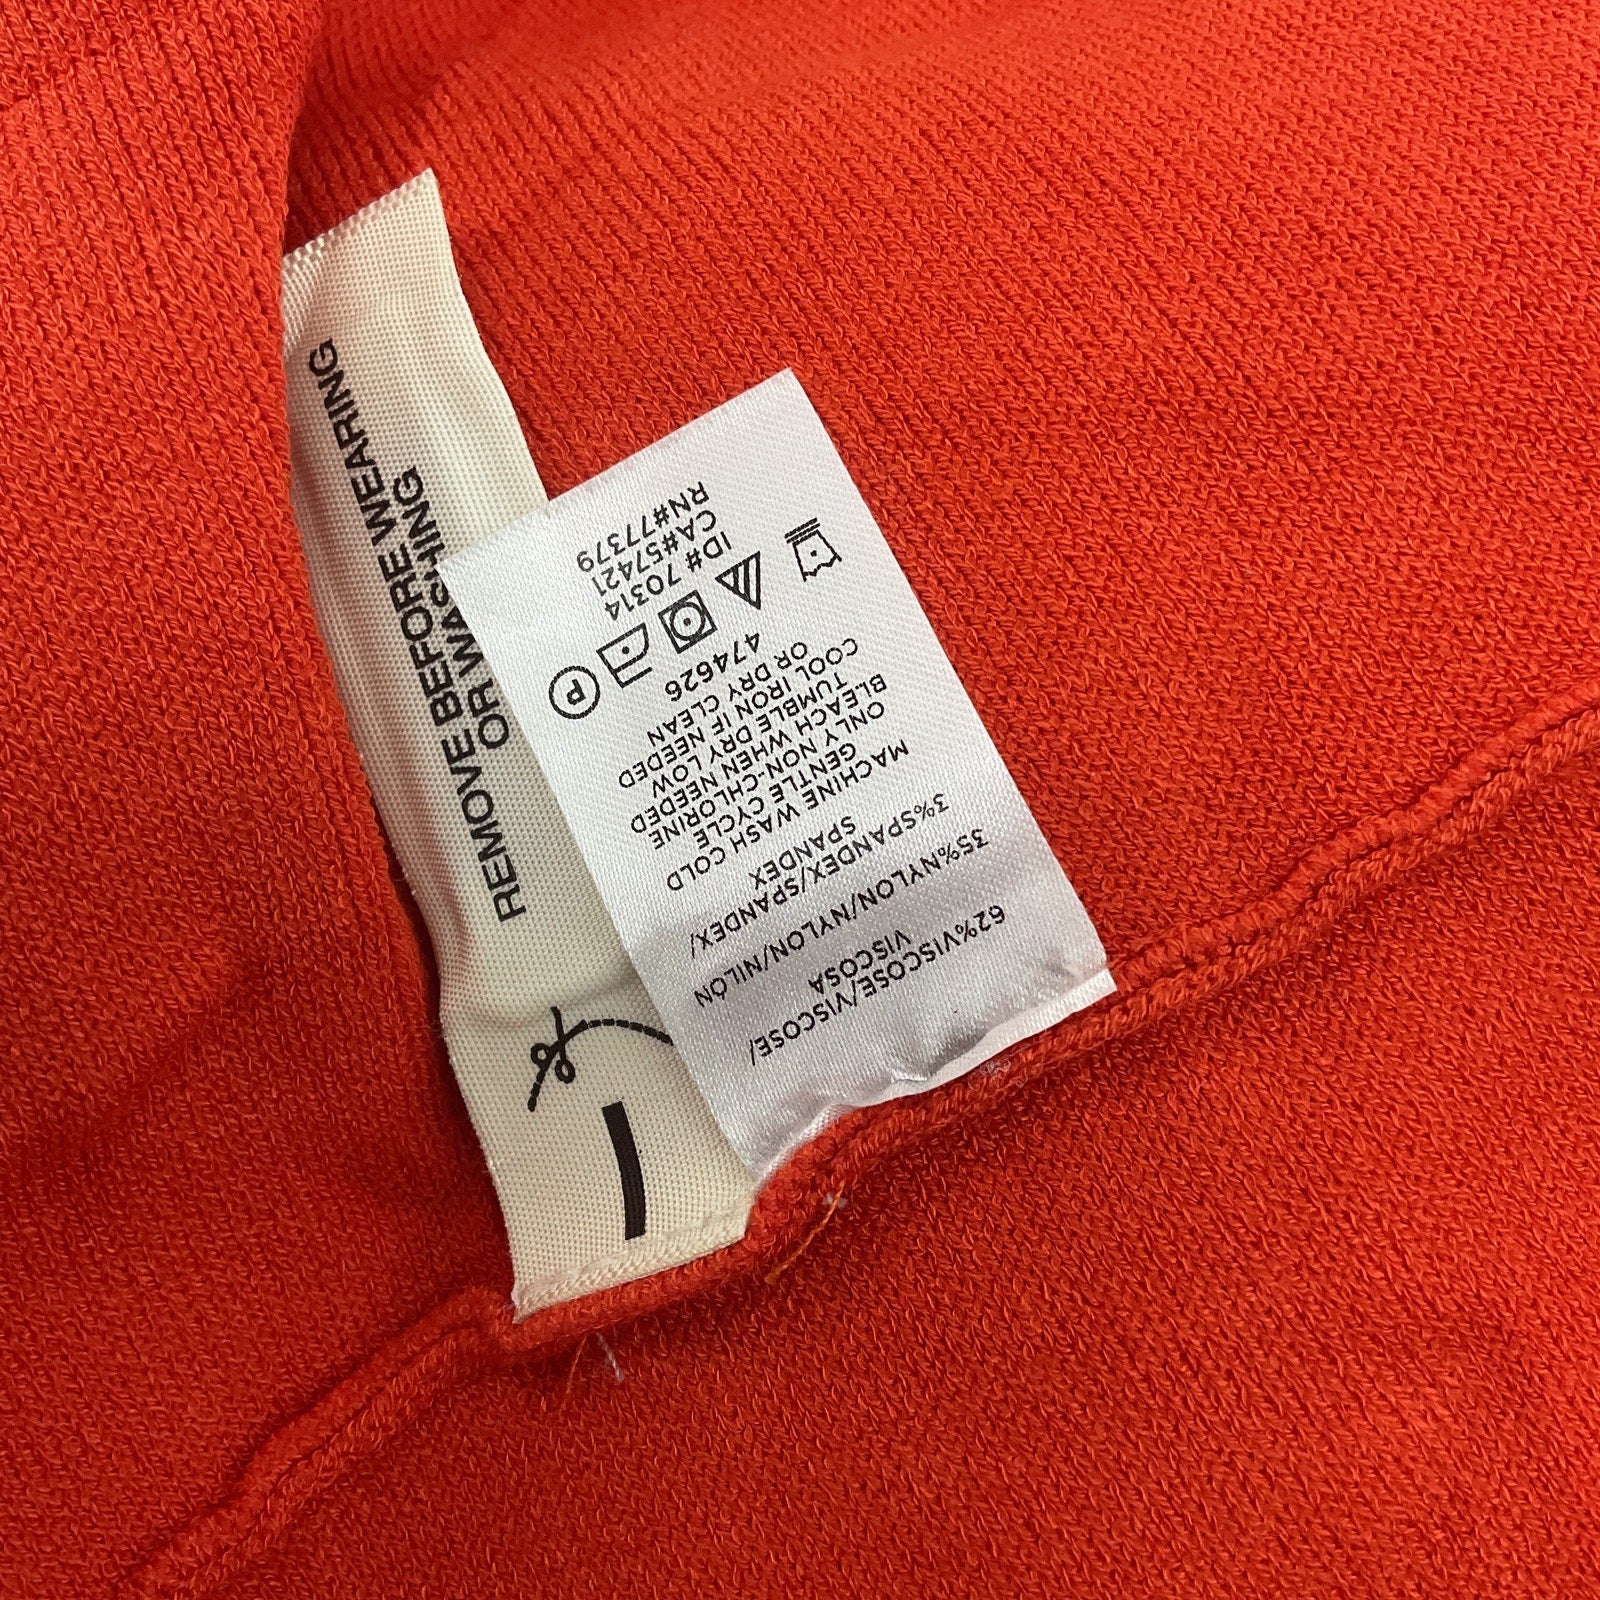 REMOVE BEFORE WEARING
OR WASHING
62%VISCOSE/VISCOSE/
VISCOSA
35%NYLON/NYLON/NILÓN
3%SPANDEX/SPANDEX/
SPANDEX
MACHINE WASH COLD
GENTLE CYCLE
ONLY NON-CHLORINE
BLEACH WHEN NEEDED
TUMBLE DRY LOW
COOL IRON IF NEEDED
OR DRY CLEAN
474626
P
ID# 70314
CA#57421
RN#77379